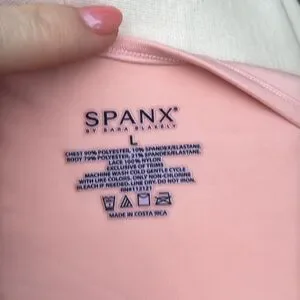 SPANX®
BY SARA BLAKELY
L
CHEST 90% POLYESTER, 10% SPANDEX/ELASTANE.
BODY 79% POLYESTER, 21% SPANDEX/ELASTANE.
LACE 100% NYLON
EXCLUSIVE OF TRIMS
MACHINE WASH COLD GENTLE CYCLE
WITH LIKE COLORS. ONLY NON-CHLORINE
BLEACH IF NEEDED. LINE DRY. DO NOT IRON.
RN#112121
MADE IN COSTA RICA